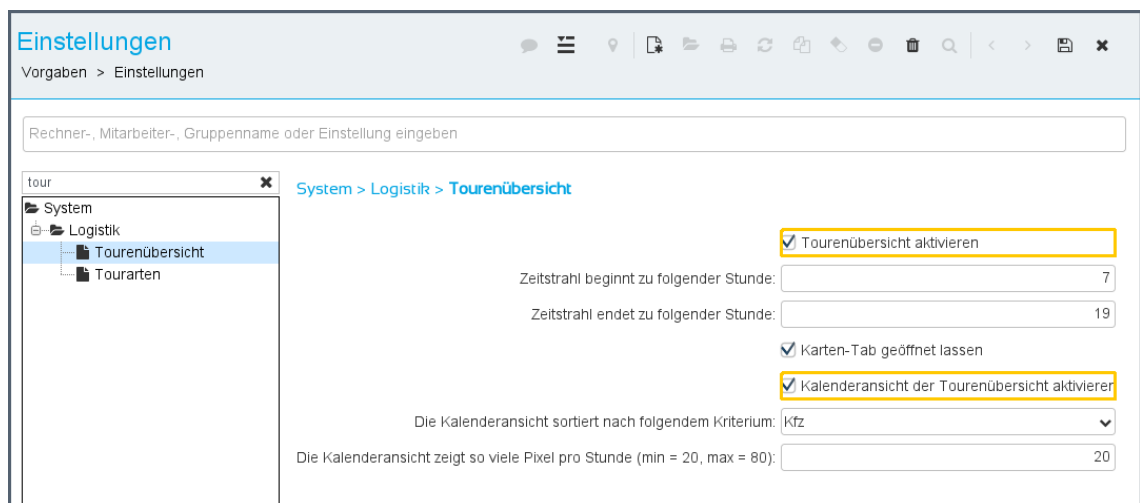 Einstellungen
Vorgaben > Einstellungen
Rechner-, Mitarbeiter-, Gruppenname oder Einstellung eingeben
tour
System
Logistik
Tourenübersicht
Tourarten
System > Logistik > Tourenübersicht
Tourenübersicht aktivieren
Zeitstrahl beginnt zu folgender Stunde: 7
Zeitstrahl endet zu folgender Stunde: 19
Karten-Tab geöffnet lassen
Kalenderansicht der Tourenübersicht aktivieren
Die Kalenderansicht sortiert nach folgendem Kriterium: Kfz
Die Kalenderansicht zeigt so viele Pixel pro Stunde (min = 20, max = 80): 20